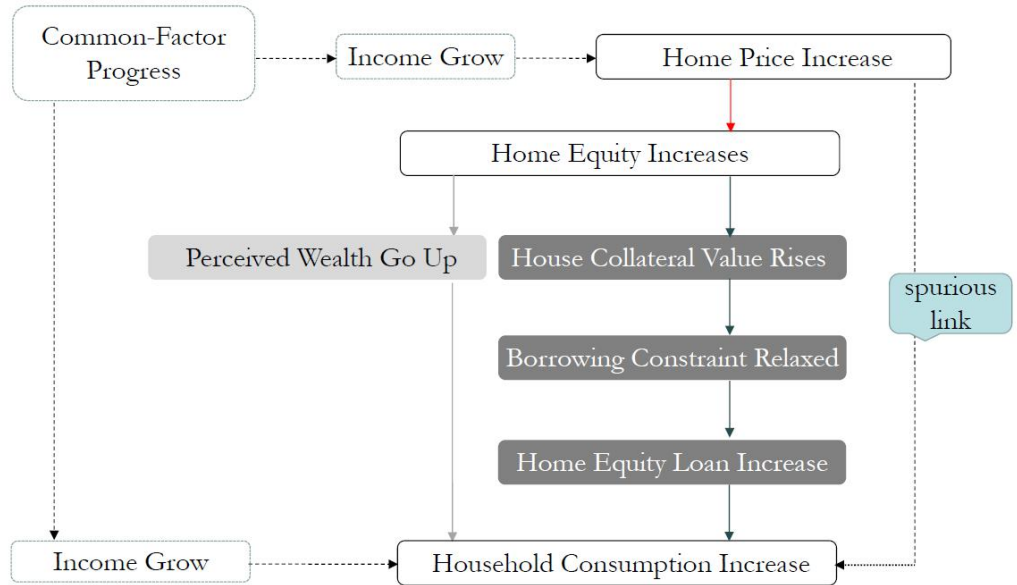 Common-Factor
Progress
Income Grow
Home Price Increase
Home Equity Increases
Perceived Wealth Go Up
House Collateral Value Rises
spurious
link
Borrowing Constraint Relaxed
Home Equity Loan Increase
Income Grow
Household Consumption Increase